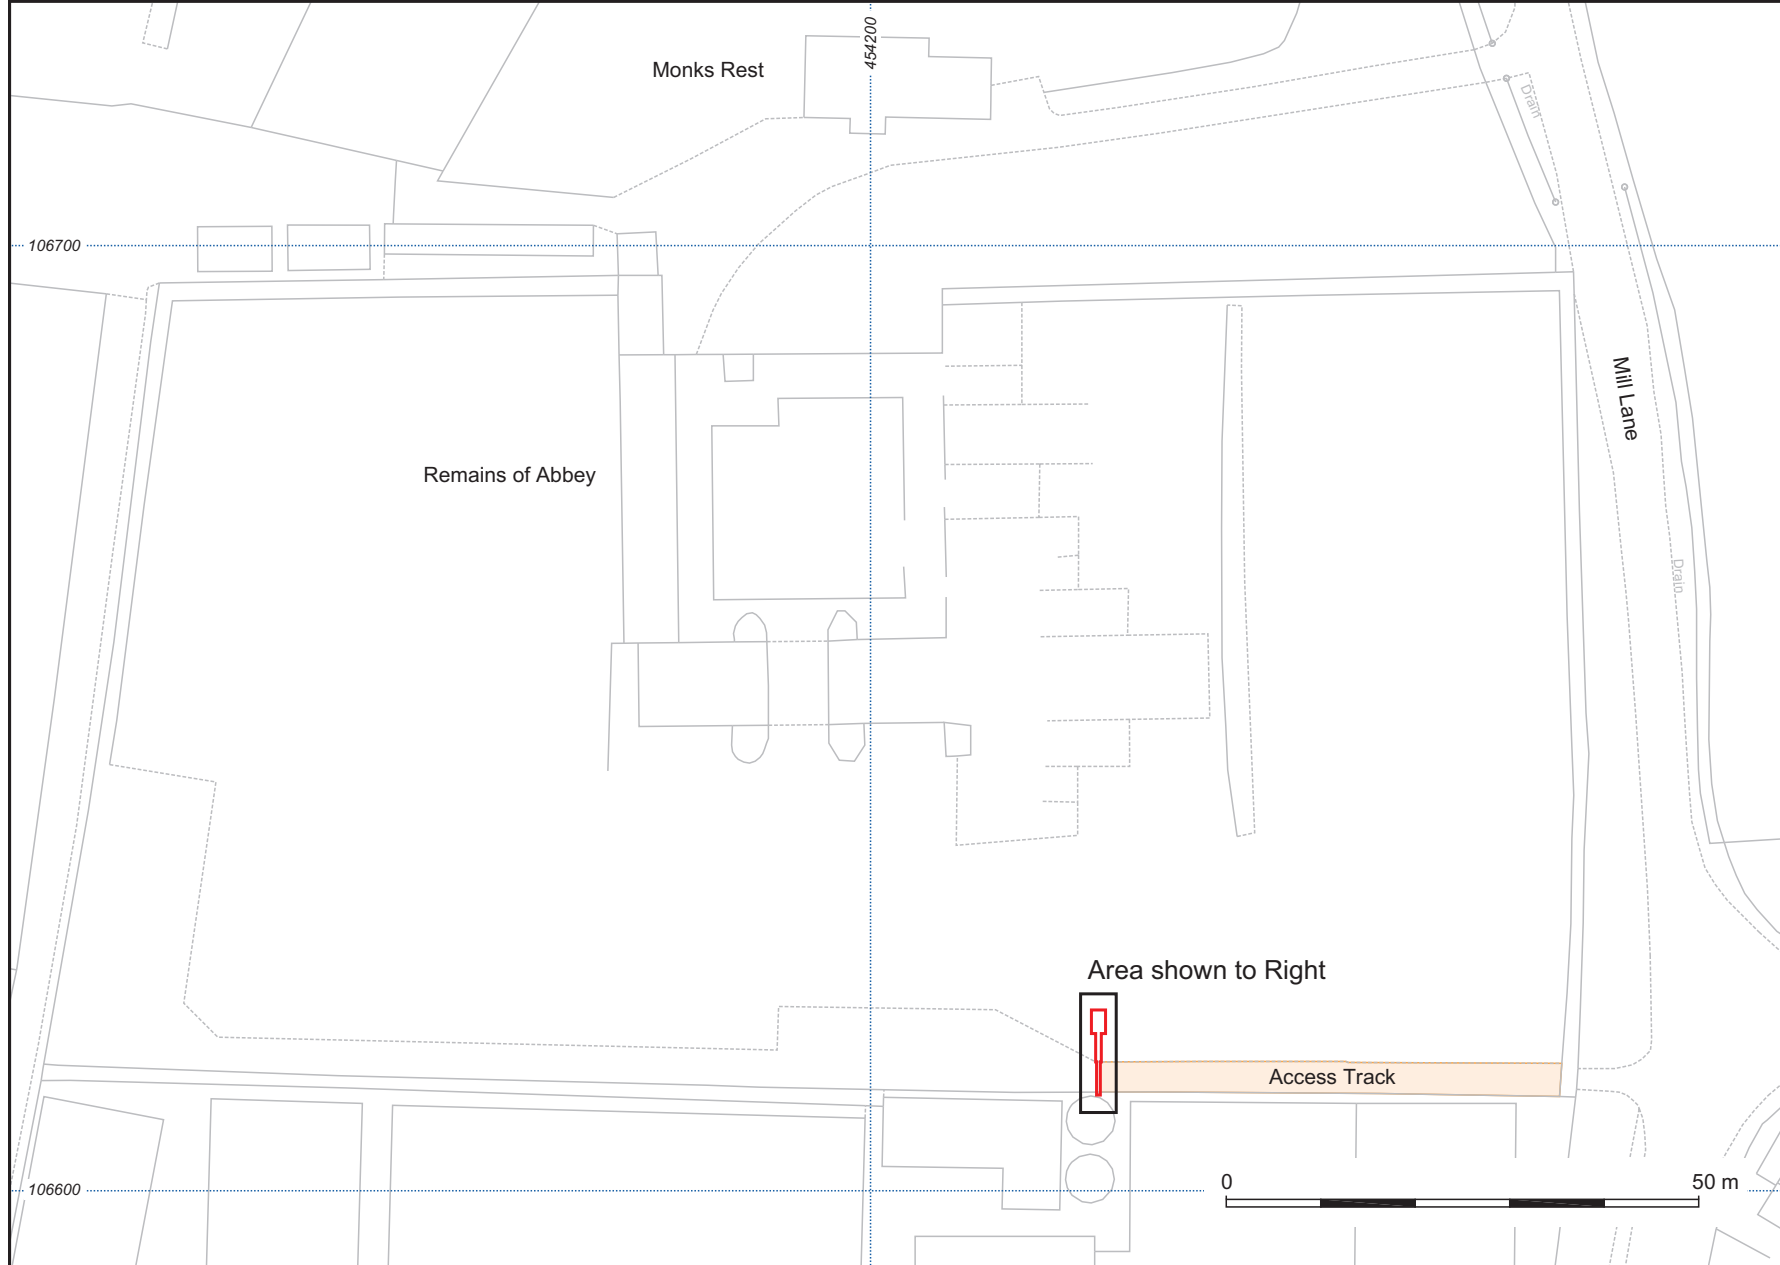 454200
Monks Rest
Drain
106700
Mill Lane
Remains of Abbey
Drain
Area shown to Right
Access Track
0 50 m
106600